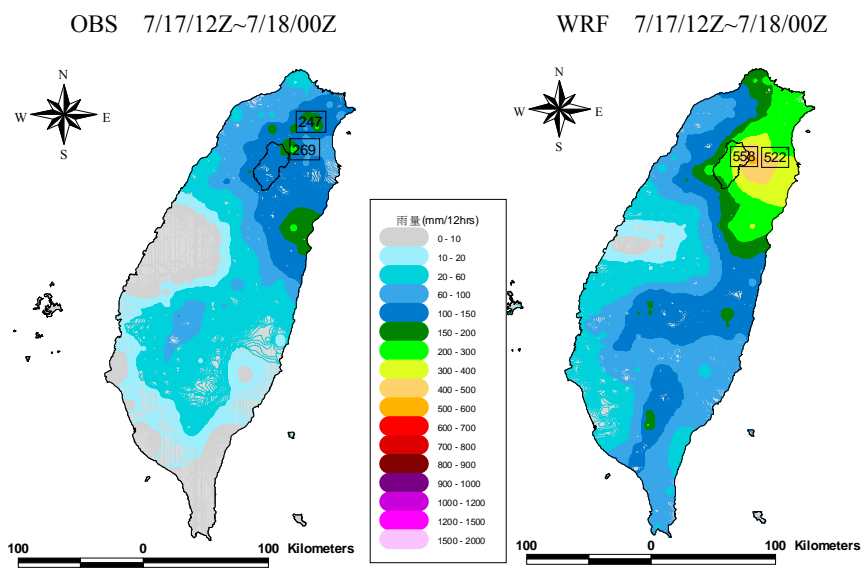 OBS 7/17/12Z~7/18/00Z
WRF 7/17/12Z~7/18/00Z
N
W E
S
N
W E
S
247
269
558 522
雨量(mm/12hrs)
0 - 10
10 - 20
20 - 60
60 - 100
100 - 150
150 - 200
200 - 300
300 - 400
400 - 500
500 - 600
600 - 700
700 - 800
800 - 900
900 - 1000
1000 - 1200
1200 - 1500
1500 - 2000
100 0 100 Kilometers
100 0 100 Kilometers